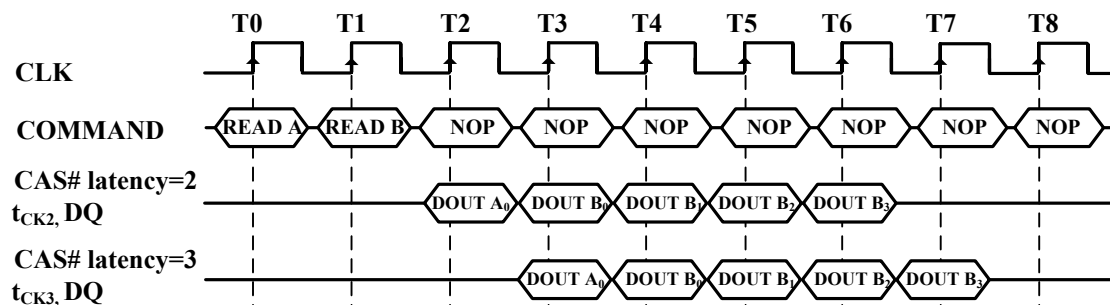 T0 T1 T2 T3 T4 T5 T6 T7 T8
CLK
COMMAND READ A READ B NOP NOP NOP NOP NOP NOP NOP
CAS# latency=2
tCK2, DQ DOUT A0 DOUT B0 DOUT B1 DOUT B2 DOUT B3
CAS# latency=3
tCK3, DQ DOUT A0 DOUT B0 DOUT B1 DOUT B2 DOUT B3